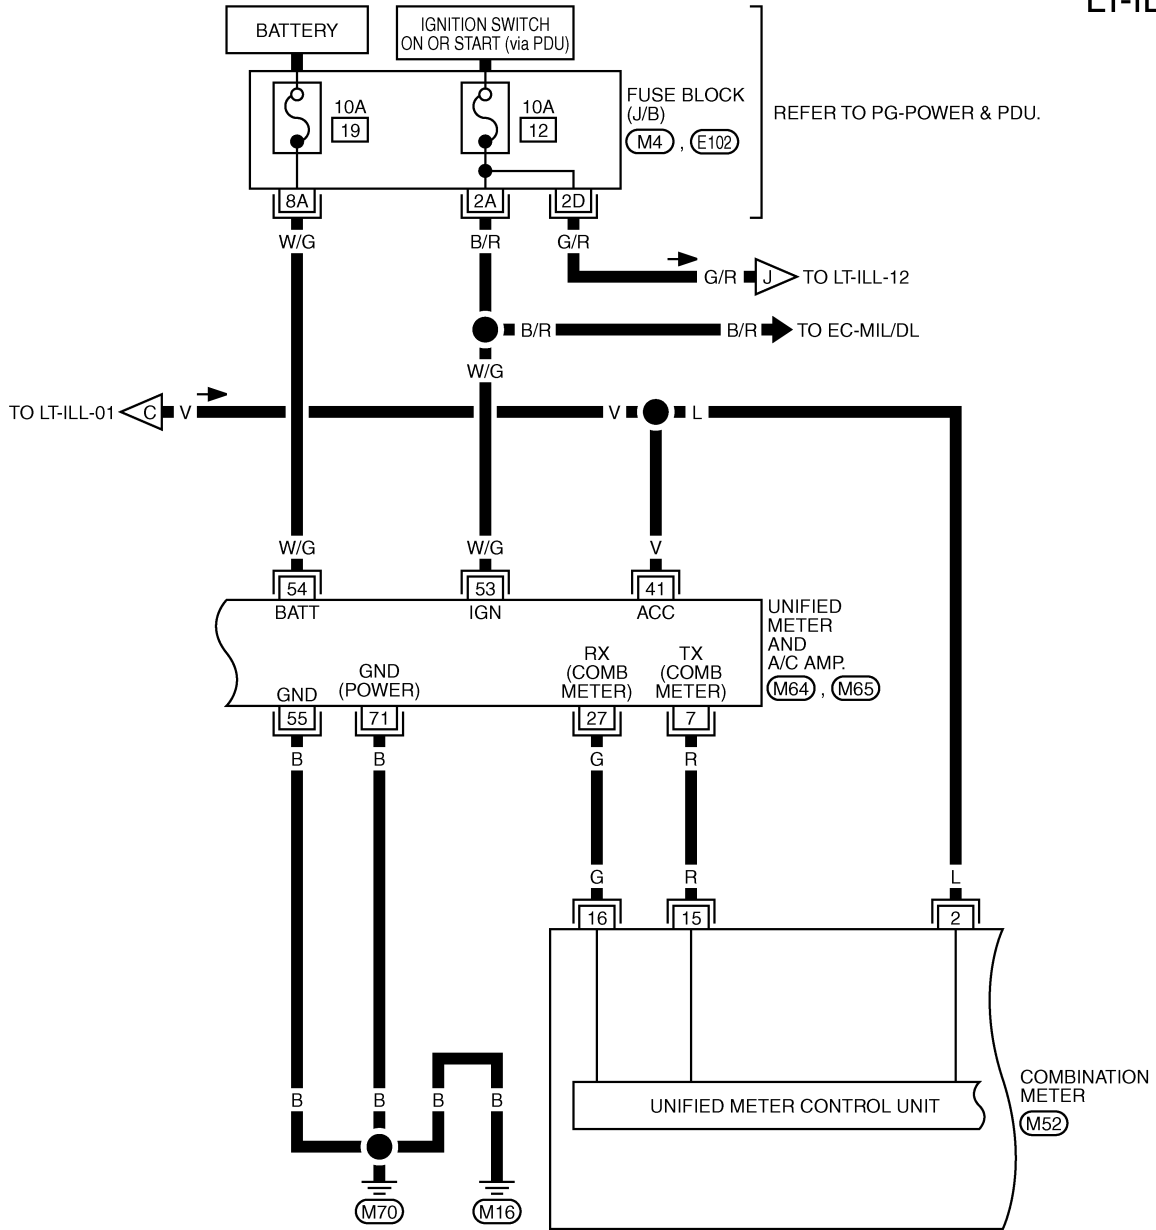 LT-IL
BATTERY
IGNITION SWITCH
ON OR START (via PDU)
10A
19
10A
12
FUSE BLOCK
(J/B)
M4 , E102
REFER TO PG-POWER & PDU.
8A
2A
2D
W/G
B/R
G/R
G/R
J
TO LT-ILL-12
B/R
B/R
TO EC-MIL/DL
W/G
TO LT-ILL-01
C
V
V
L
W/G
W/G
V
54
53
41
BATT
IGN
ACC
UNIFIED
METER
AND
A/C AMP.
M64 , M65
GND
GND
(POWER)
RX
(COMB
METER)
TX
(COMB
METER)
55
71
27
7
B
B
G
R
G
R
L
16
15
2
UNIFIED METER CONTROL UNIT
COMBINATION
METER
M52
B
B
B
B
M70
M16